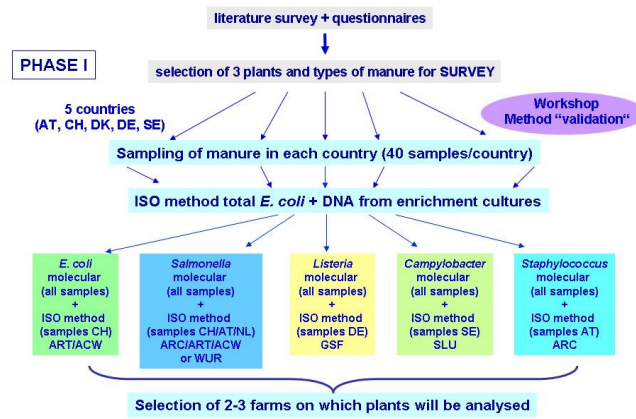 literature survey + questionnaires
PHASE I
selection of 3 plants and types of manure for SURVEY
5 countries
(AT, CH, DK, DE, SE)
Workshop
Method "validation"
Sampling of manure in each country (40 samples/country)
ISO method total E. coli + DNA from enrichment cultures
E. coli
molecular
(all samples)
+
ISO method
(samples CH)
ART/ACW
Salmonella
molecular
(all samples)
+
ISO method
(samples CH/AT/NL)
ARC/ART/ACW
or WUR
Listeria
molecular
(all samples)
+
ISO method
(samples DE)
GSF
Campylobacter
molecular
(all samples)
+
ISO method
(samples SE)
SLU
Staphylococcus
molecular
(all samples)
+
ISO method
(samples AT)
ARC
Selection of 2-3 farms on which plants will be analysed